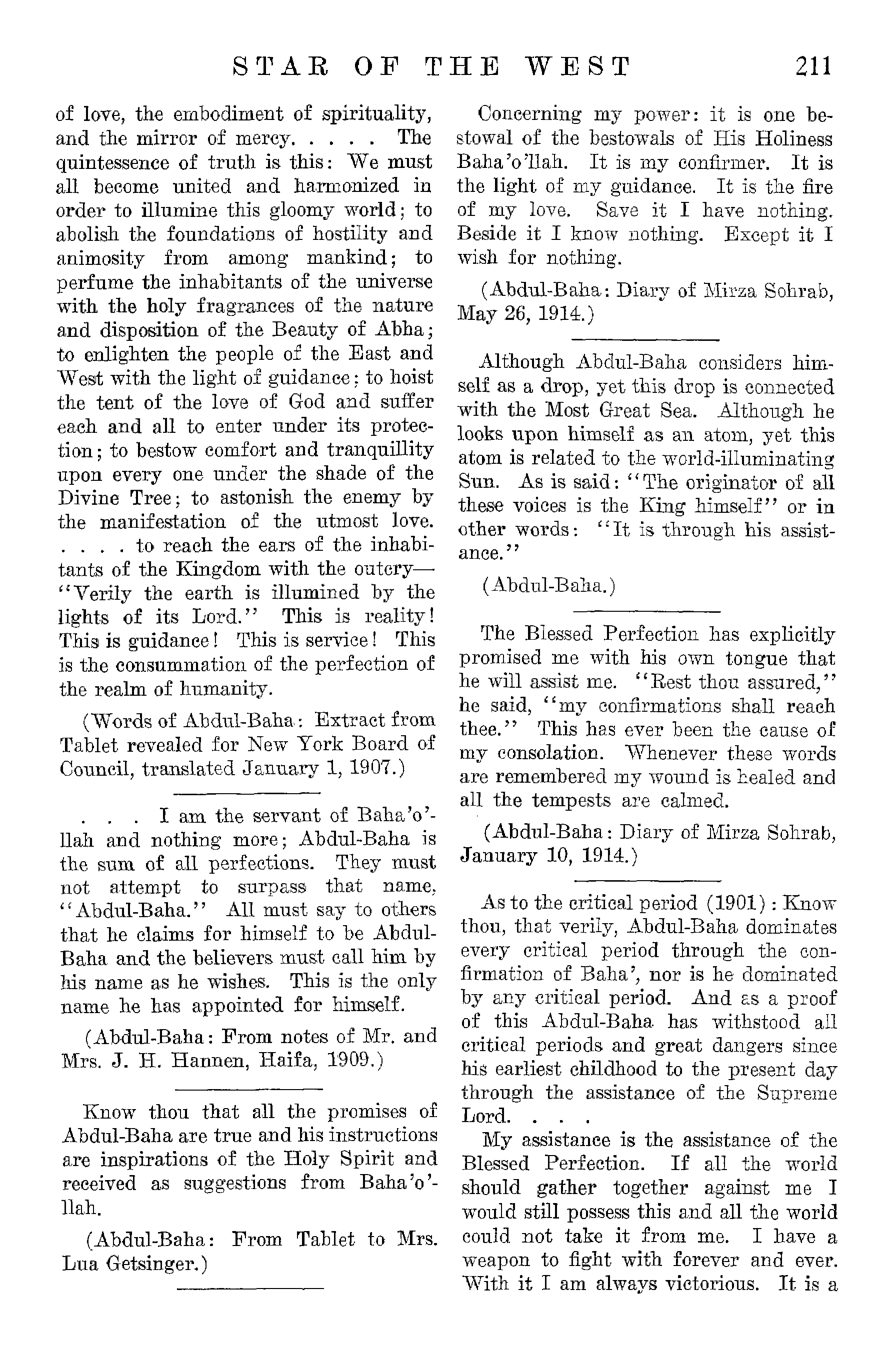 STAR OF THE WEST 211
of love, the embodiment of spirituality,
and the mirror of mercy. . . . . . The
quintessence of truth is this: We must
all become united and harmonized in
order to illumine this gloomy world; to
abolish the foundations of hostility and
animosity from among mankind; to
perfume the inhabitants of the universe
with the holy fragrances of the nature
and disposition of the Beauty of Abha;
to enlighten the people of the East and
West with the light of guidance; to hoist
the tent of the love of God and suffer
each and all to enter under its protec-
tion; to bestow comfort and tranquillity
upon every one under the shade of the
Divine Tree; to astonish the enemy by
the manifestation of the utmost love.
. . . . to reach the ears of the inhabi-
tants of the Kingdom with the outcry—
"Verily the earth is illumined by the
lights of its Lord." This is reality!
This is guidance! This is service! This
is the consummation of the perfection of
the realm of humanity.
(Words of Abdul-Baha: Extract from
Tablet revealed for New York Board of
Council, translated January 1, 1907.)
. . . I am the servant of Baha'o'-
llah and nothing more; Abdul-Baha is
the sum of all perfections. They must
not attempt to surpass that name,
"Abdul-Baha." All must say to others
that he claims for himself to be Abdul-
Baha and the believers must call him by
his name as he wishes. This is the only
name he has appointed for himself.
(Abdul-Baha: From notes of Mr. and
Mrs. J. H. Hannen, Haifa, 1909.)
Know thou that all the promises of
Abdul-Baha are true and his instructions
are inspirations of the Holy Spirit and
received as suggestions from Baha'o'-
llah.
(Abdul-Baha: From Tablet to Mrs.
Lua Getsinger.)
Concerning my power: it is one be-
stowal of the bestowals of His Holiness
Baha'o'llah. It is my confirmer. It is
the light of my guidance. It is the fire
of my love. Save it I have nothing.
Beside it I know nothing. Except it I
wish for nothing.
(Abdul-Baha: Diary of Mirza Sohrab,
May 26, 1914.)
Although Abdul-Baha considers him-
self as a drop, yet this drop is connected
with the Most Great Sea. Although he
looks upon himself as an atom, yet this
atom is related to the world-illuminating
Sun. As is said: "The originator of all
these voices is the King himself" or in
other words: "It is through his assist-
ance."
(Abdul-Baha.)
The Blessed Perfection has explicitly
promised me with his own tongue that
he will assist me. "Rest thou assured,"
he said, "my confirmations shall reach
thee." This has ever been the cause of
my consolation. Whenever these words
are remembered my wound is healed and
all the tempests are calmed.
(Abdul-Baha: Diary of Mirza Sohrab,
January 10, 1914.)
As to the critical period (1901): Know
thou, that verily, Abdul-Baha dominates
every critical period through the con-
firmation of Baha', nor is he dominated
by any critical period. And as a proof
of this Abdul-Baha has withstood all
critical periods and great dangers since
his earliest childhood to the present day
through the assistance of the Supreme
Lord. . . .
My assistance is the assistance of the
Blessed Perfection. If all the world
should gather together against me I
would still possess this and all the world
could not take it from me. I have a
weapon to fight with forever and ever.
With it I am always victorious. It is a